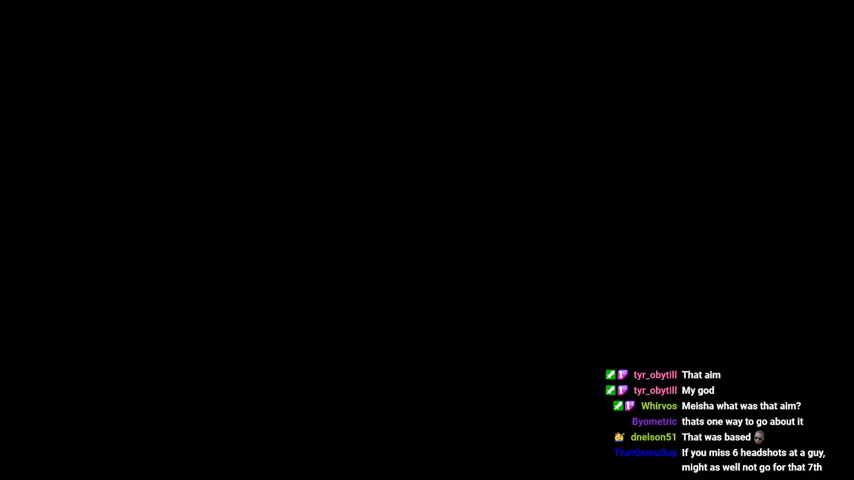 tyr_obytill That aim
tyr_obytill My god
Whirvos Meisha what was that aim?
Byometric thats one way to go about it
dnelson51 That was based
ThatGomuGuy If you miss 6 headshots at a guy,
might as well not go for that 7th